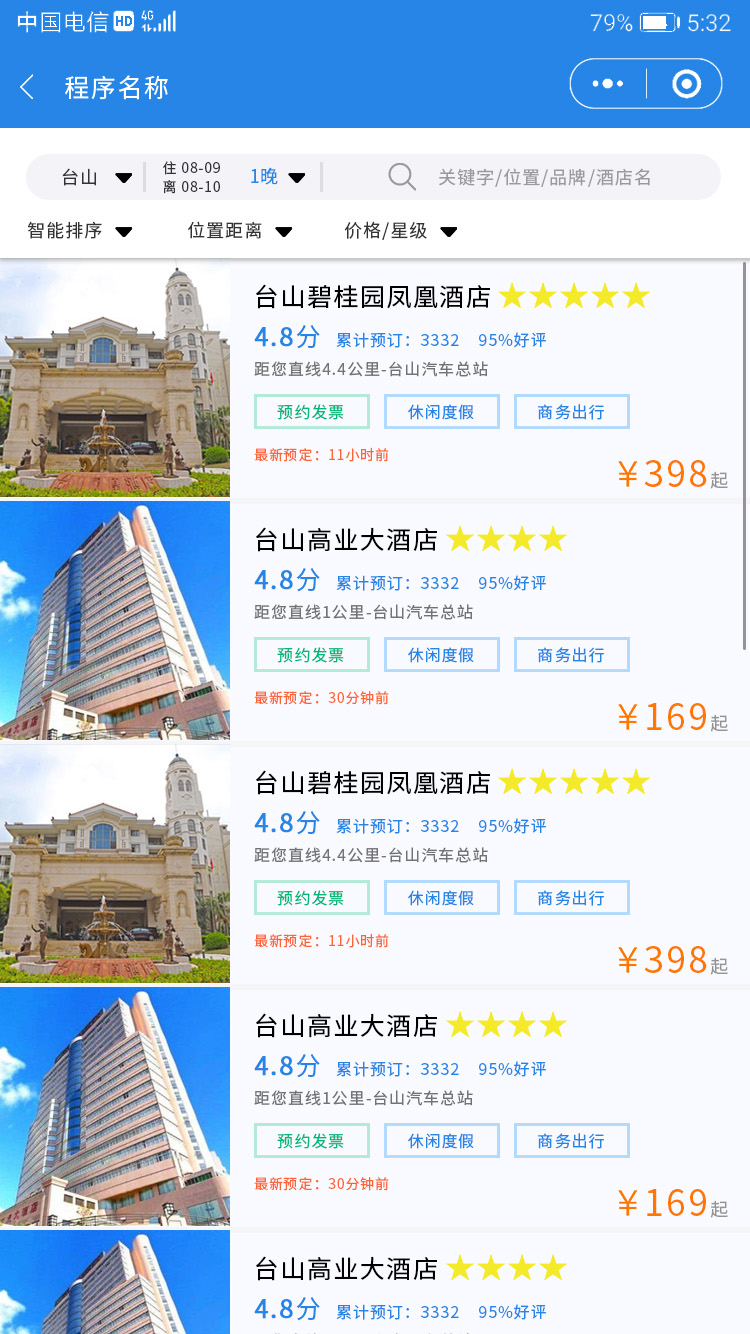 中国电信 HD 4G 79% 5:32
程序名称
台山 住 08-09 离 08-10 1晚 关键字/位置/品牌/酒店名
智能排序 位置距离 价格/星级
台山碧桂园凤凰酒店
4.8分 累计预订：3332 95%好评
距您直线4.4公里-台山汽车总站
预约发票 休闲度假 商务出行
最新预定：11小时前
￥398起
台山高业大酒店
4.8分 累计预订：3332 95%好评
距您直线1公里-台山汽车总站
预约发票 休闲度假 商务出行
最新预定：30分钟前
￥169起
台山碧桂园凤凰酒店
4.8分 累计预订：3332 95%好评
距您直线4.4公里-台山汽车总站
预约发票 休闲度假 商务出行
最新预定：11小时前
￥398起
台山高业大酒店
4.8分 累计预订：3332 95%好评
距您直线1公里-台山汽车总站
预约发票 休闲度假 商务出行
最新预定：30分钟前
￥169起
台山高业大酒店
4.8分 累计预订：3332 95%好评